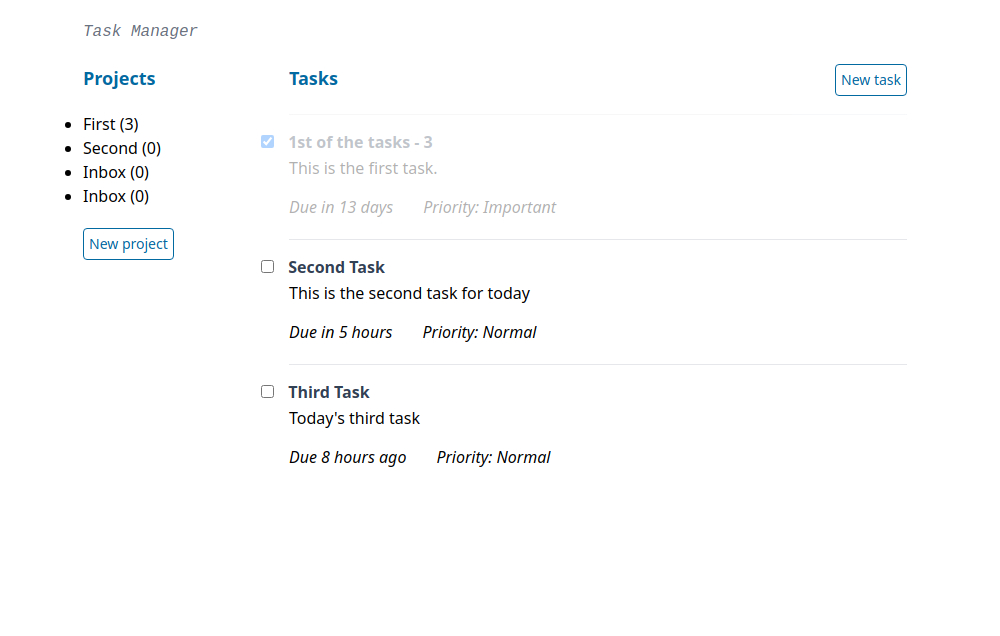 Task Manager
Projects
First (3)
Second (0)
Inbox (0)
Inbox (0)
New project
Tasks
New task
1st of the tasks - 3
This is the first task.
Due in 13 days Priority: Important
Second Task
This is the second task for today
Due in 5 hours Priority: Normal
Third Task
Today's third task
Due 8 hours ago Priority: Normal